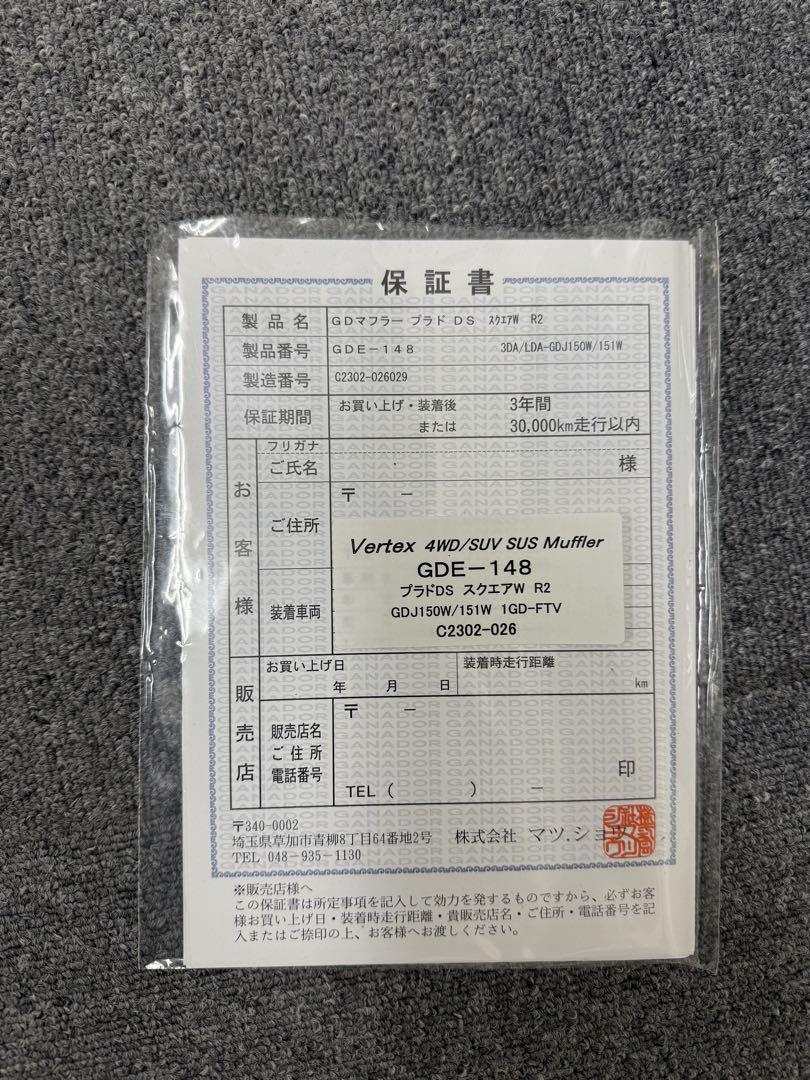 保証書
製品名 GDマフラー プラド DS スクエアW R2
製品番号 GDE-148 3DA/LDA-GDJ150W/151W
製造番号 C2302-026029
保証期間 お買い上げ・装着後 3年間
または 30,000km走行以内
お客様
フリガナ
ご氏名 様
ご住所 〒 -
装着車両
Vertex 4WD/SUV SUS Muffler
GDE-148
プラドDS スクエアW R2
GDJ150W/151W 1GD-FTV
C2302-026
販売店
お買い上げ日 装着時走行距離
年 月 日 km
販売店名 〒 -
ご住所
電話番号 印
TEL ( ) -
〒340-0002
埼玉県草加市青柳8丁目64番地2号 株式会社 マツ.ショウ
TEL 048-935-1130
※販売店様へ
この保証書は所定事項を記入して効力を発するものですから、必ずお客
様お買い上げ日・装着時走行距離・貴販売店名・ご住所・電話番号を記
入またはご捺印の上、お客様へお渡しください。